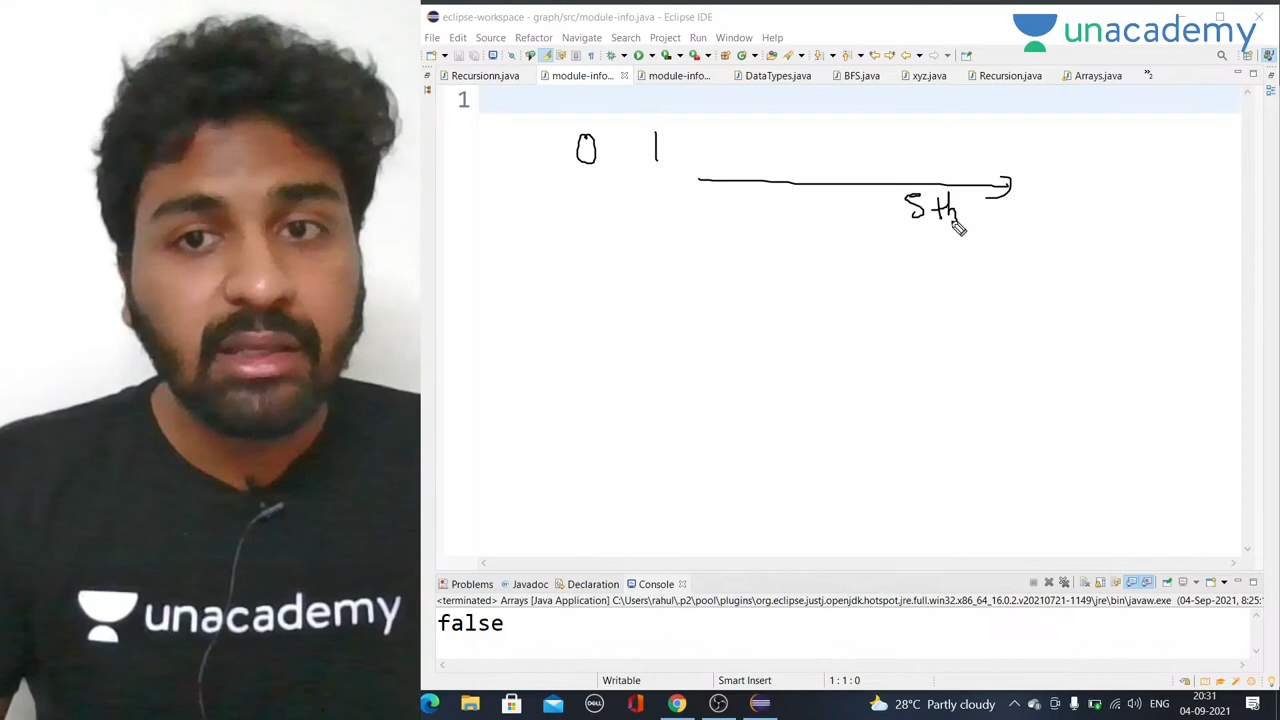 eclipse-workspace - graph/src/module-info.java - Eclipse IDE
unacademy
File Edit Source Refactor Navigate Search Project Run Window Help
Recursionn.java module-info... module-info... DataTypes.java BFS.java xyz.java Recursion.java Arrays.java
1
0 1
5th
unacademy
Problems Javadoc Declaration Console
<terminated> Arrays [Java Application] C:\Users\rahul\.p2\pool\plugins\org.eclipse.justj.openjdk.hotspot.jre.full.win32.x86_64_16.0.2.v20210721-1149\jre\bin\javaw.exe (04-Sep-2021, 8:25:
false
Writable Smart Insert 1:1:0
DELL 28°C Partly cloudy ENG 20:31
04-09-2021